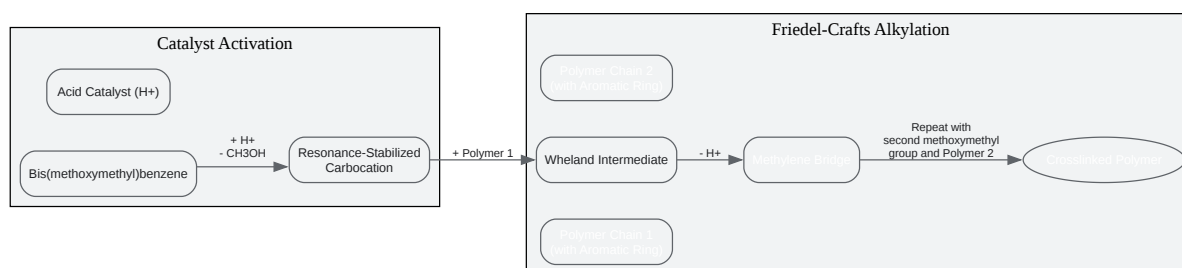 Catalyst Activation
Acid Catalyst (H+)
Bis(methoxymethyl)benzene
+ H+
- CH3OH
Resonance-Stabilized
Carbocation
+ Polymer 1
Friedel-Crafts Alkylation
Polymer Chain 2
(with Aromatic Ring)
Wheland Intermediate
- H+
Methylene Bridge
Repeat with
second methoxymethyl
group and Polymer 2
Crosslinked Polymer
Polymer Chain 1
(with Aromatic Ring)